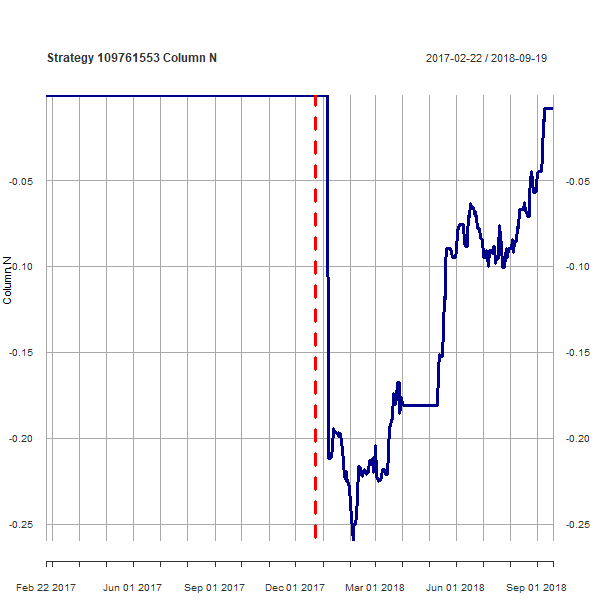 Strategy 109761553 Column N 2017-02-22 / 2018-09-19
-0.05 -0.05
-0.10 -0.10
Column N
-0.15 -0.15
-0.20 -0.20
-0.25 -0.25
Feb 22 2017 Jun 01 2017 Sep 01 2017 Dec 01 2017 Mar 01 2018 Jun 01 2018 Sep 01 2018